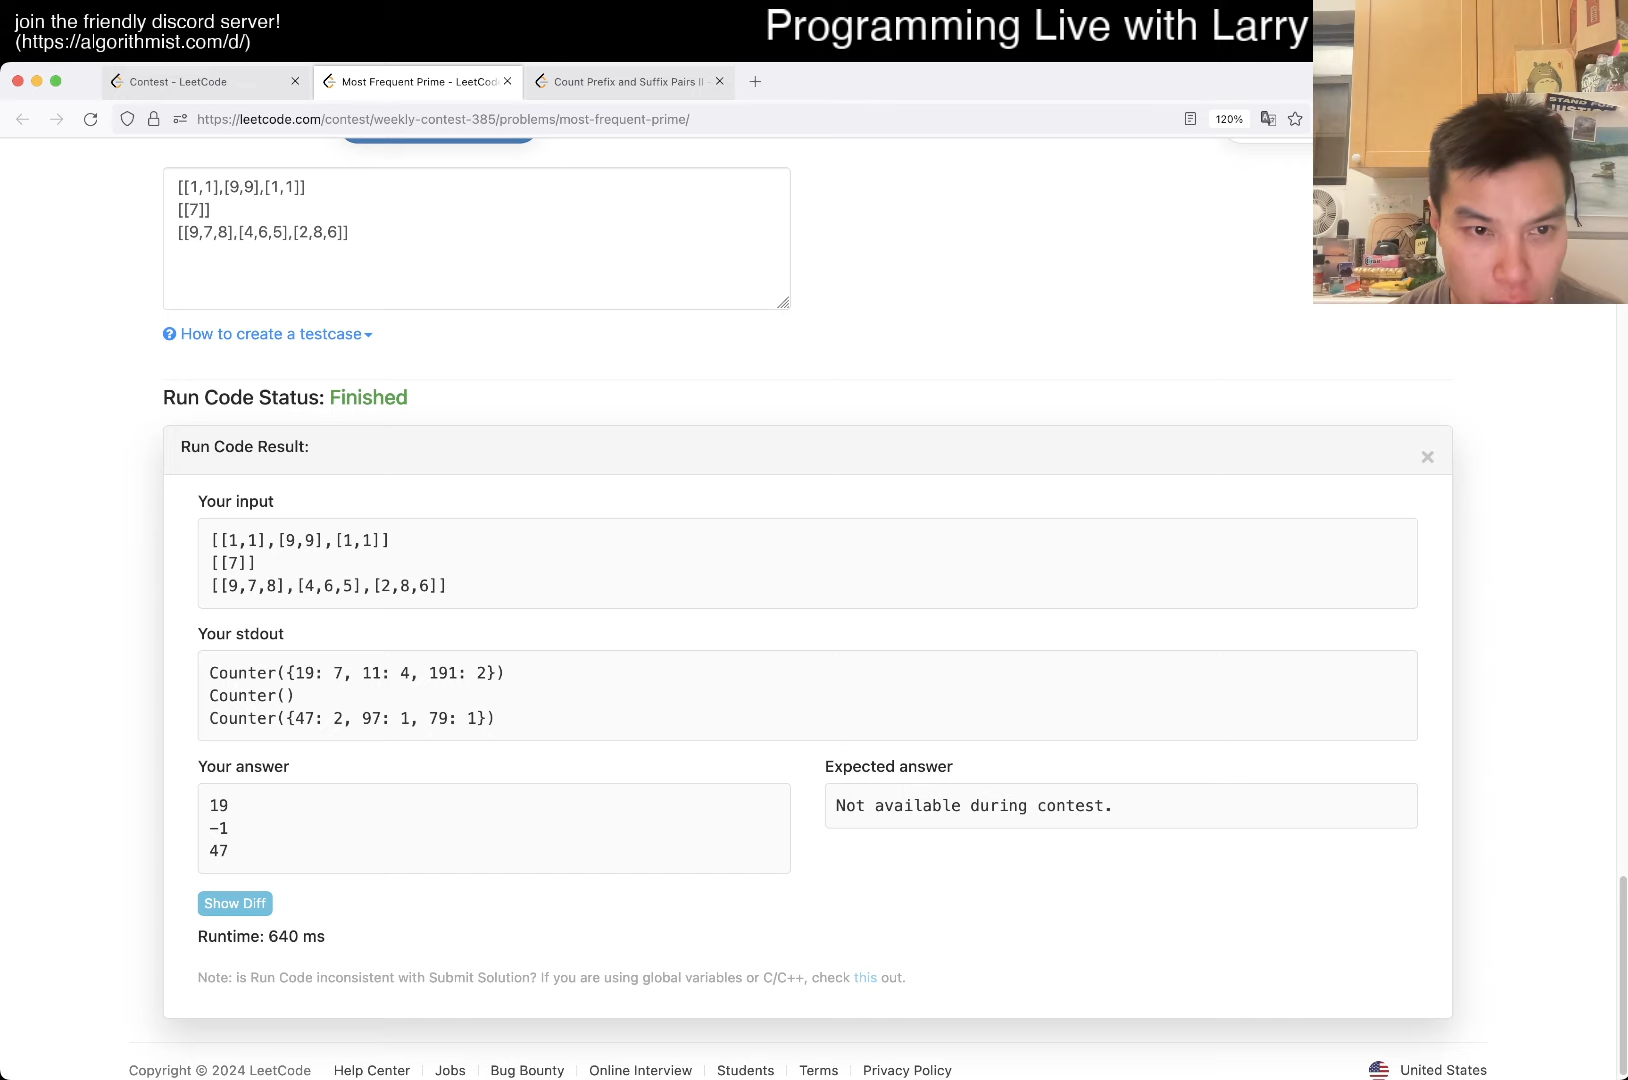 join the friendly discord server!
(https://algorithmist.com/d/)
Programming Live with Larry
Contest - LeetCode
Most Frequent Prime - LeetCod
Count Prefix and Suffix Pairs II -
https://leetcode.com/contest/weekly-contest-385/problems/most-frequent-prime/
120%
STAND FOR
JUSTICE
[[1,1],[9,9],[1,1]]
[[7]]
[[9,7,8],[4,6,5],[2,8,6]]
How to create a testcase
Run Code Status: Finished
Run Code Result:
Your input
[[1,1],[9,9],[1,1]]
[[7]]
[[9,7,8],[4,6,5],[2,8,6]]
Your stdout
Counter({19: 7, 11: 4, 191: 2})
Counter()
Counter({47: 2, 97: 1, 79: 1})
Your answer
Expected answer
19
-1
47
Not available during contest.
Show Diff
Runtime: 640 ms
Note: is Run Code inconsistent with Submit Solution? If you are using global variables or C/C++, check this out.
Copyright © 2024 LeetCode
Help Center
Jobs
Bug Bounty
Online Interview
Students
Terms
Privacy Policy
United States